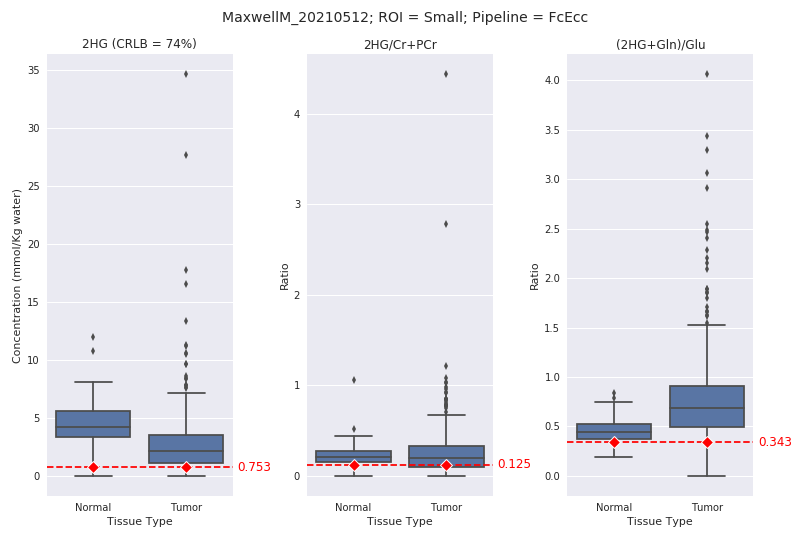 MaxwellM_20210512; ROI = Small; Pipeline = FcEcc
2HG (CRLB = 74%)
Concentration (mmol/Kg water)
35
30
25
20
15
10
5
0
0.753
Normal Tumor
Tissue Type
2HG/Cr+PCr
Ratio
4
3
2
1
0
0.125
Normal Tumor
Tissue Type
(2HG+Gln)/Glu
Ratio
4.0
3.5
3.0
2.5
2.0
1.5
1.0
0.5
0.0
0.343
Normal Tumor
Tissue Type